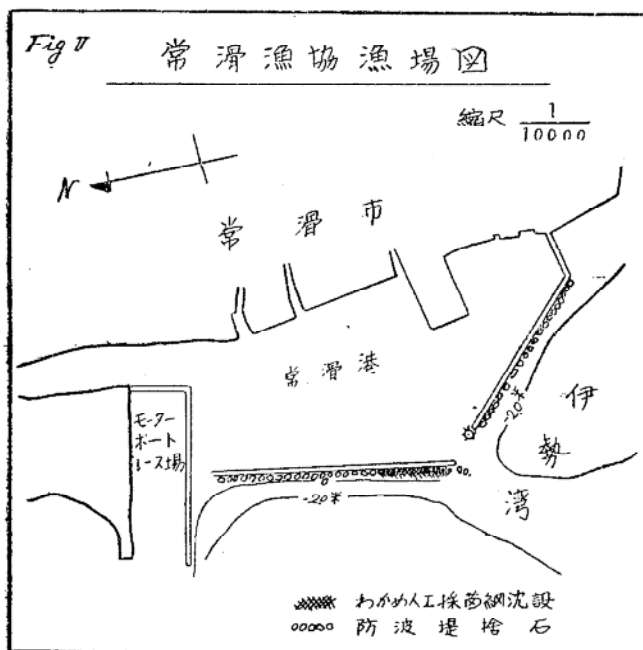 Fig II
常滑漁協漁場図
縮尺 1/10000
N
常滑市
常滑港
モーター
ボート
レース場
-20米
伊勢湾
-20米
わかめ人工採苗網沈設
防波堤捨石